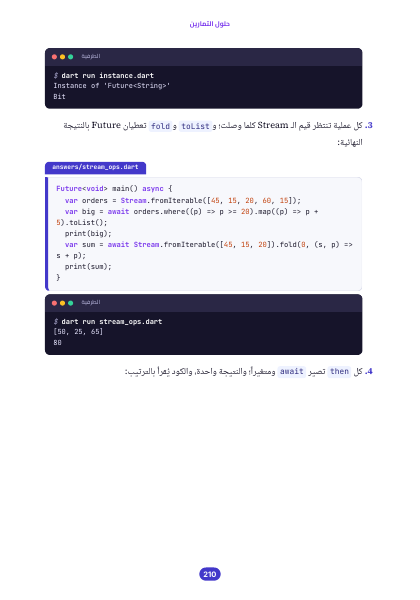 حلول التمارين
الطرفية
$ dart run instance.dart
Instance of 'Future<String>'
Bit
3. كل عملية تنتظر قيم الـ Stream كلما وصلت؛ و toList و fold تعطيان Future بالنتيجة
النهائية:
answers/stream_ops.dart
Future<void> main() async {
  var orders = Stream.fromIterable([45, 15, 20, 60, 15]);
  var big = await orders.where((p) => p >= 20).map((p) => p +
5).toList();
  print(big);
  var sum = await Stream.fromIterable([45, 15, 20]).fold(0, (s, p) =>
s + p);
  print(sum);
}
الطرفية
$ dart run stream_ops.dart
[50, 25, 65]
80
4. كل then تصير await ومتغيراً؛ والنتيجة واحدة، والكود يُقرأ بالترتيب:
210